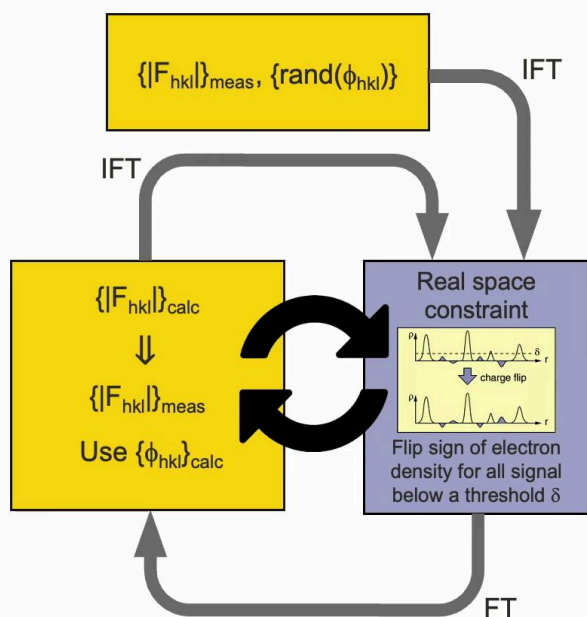 {|F_hkl|}_meas, {rand(ϕ_hkl)}
IFT
IFT
{|F_hkl|}_calc
⇓
{|F_hkl|}_meas
Use {ϕ_hkl}_calc
Real space
constraint
ρ
δ
r
charge flip
ρ
r
Flip sign of electron
density for all signal
below a threshold δ
FT